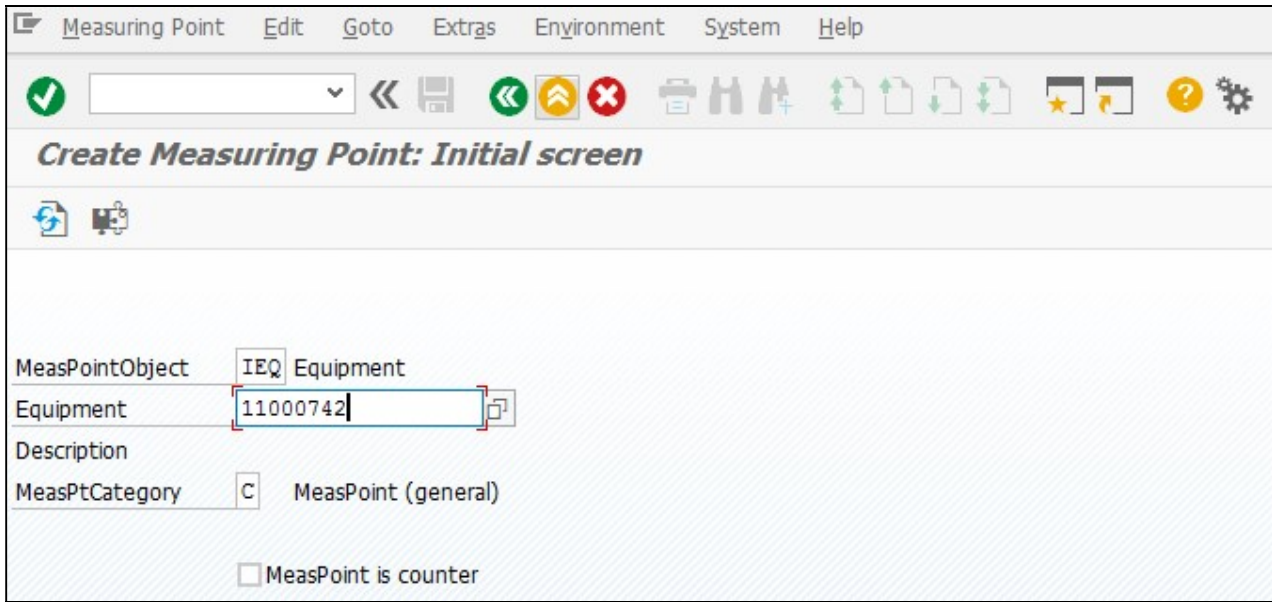 Measuring Point Edit Goto Extras Environment System Help
Create Measuring Point: Initial screen
MeasPointObject IEQ Equipment
Equipment 11000742
Description
MeasPtCategory C MeasPoint (general)
MeasPoint is counter